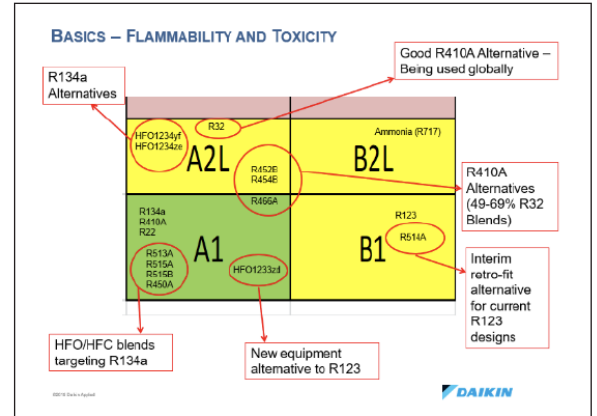 BASICS – FLAMMABILITY AND TOXICITY
Good R410A Alternative –
Being used globally
R134a
Alternatives
R32
HFO1234yf
HFO1234ze
A2L
Ammonia (R717)
B2L
R452B
R454B
R466A
R410A
Alternatives
(49-69% R32
Blends)
R134a
R410A
R22
R513A
R515A
R515B
R450A
A1
HFO1233zd
R123
R514A
B1
Interim
retro-fit
alternative
for current
R123
designs
HFO/HFC blends
targeting R134a
New equipment
alternative to R123
Daikin Applied
DAIKIN